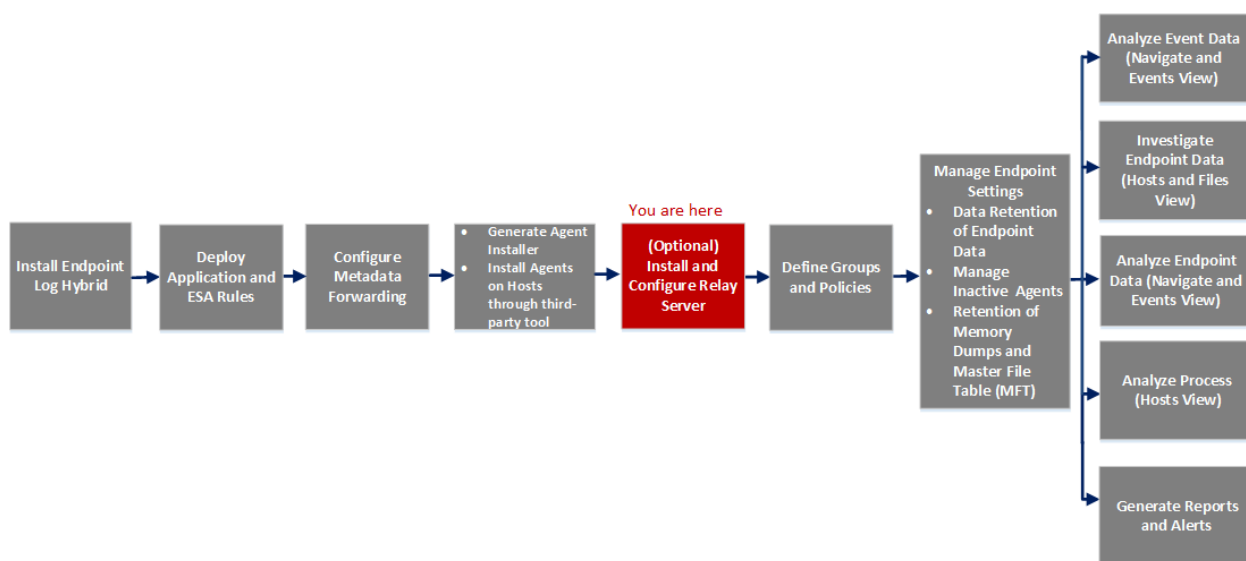 Install Endpoint
Log Hybrid
Deploy
Application and
ESA Rules
Configure
Metadata
Forwarding
• Generate Agent
Installer
• Install Agents
on Hosts
through third-
party tool
You are here
(Optional)
Install and
Configure Relay
Server
Define Groups
and Policies
Manage Endpoint
Settings
• Data Retention
of Endpoint
Data
• Manage
Inactive Agents
• Retention of
Memory
Dumps and
Master File
Table (MFT)
Analyze Event Data
(Navigate and
Events View)
Investigate
Endpoint Data
(Hosts and Files
View)
Analyze Endpoint
Data (Navigate and
Events View)
Analyze Process
(Hosts View)
Generate Reports
and Alerts